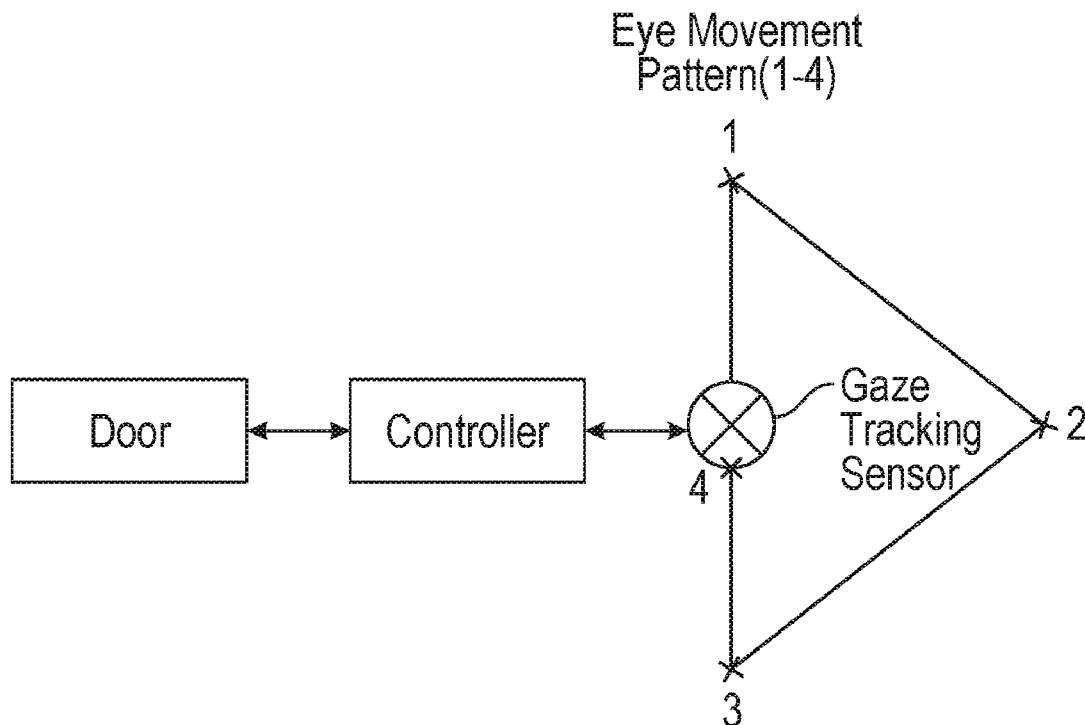 Eye Movement
Pattern(1-4)
1
Door
Controller
Gaze
Tracking
Sensor
2
4
3